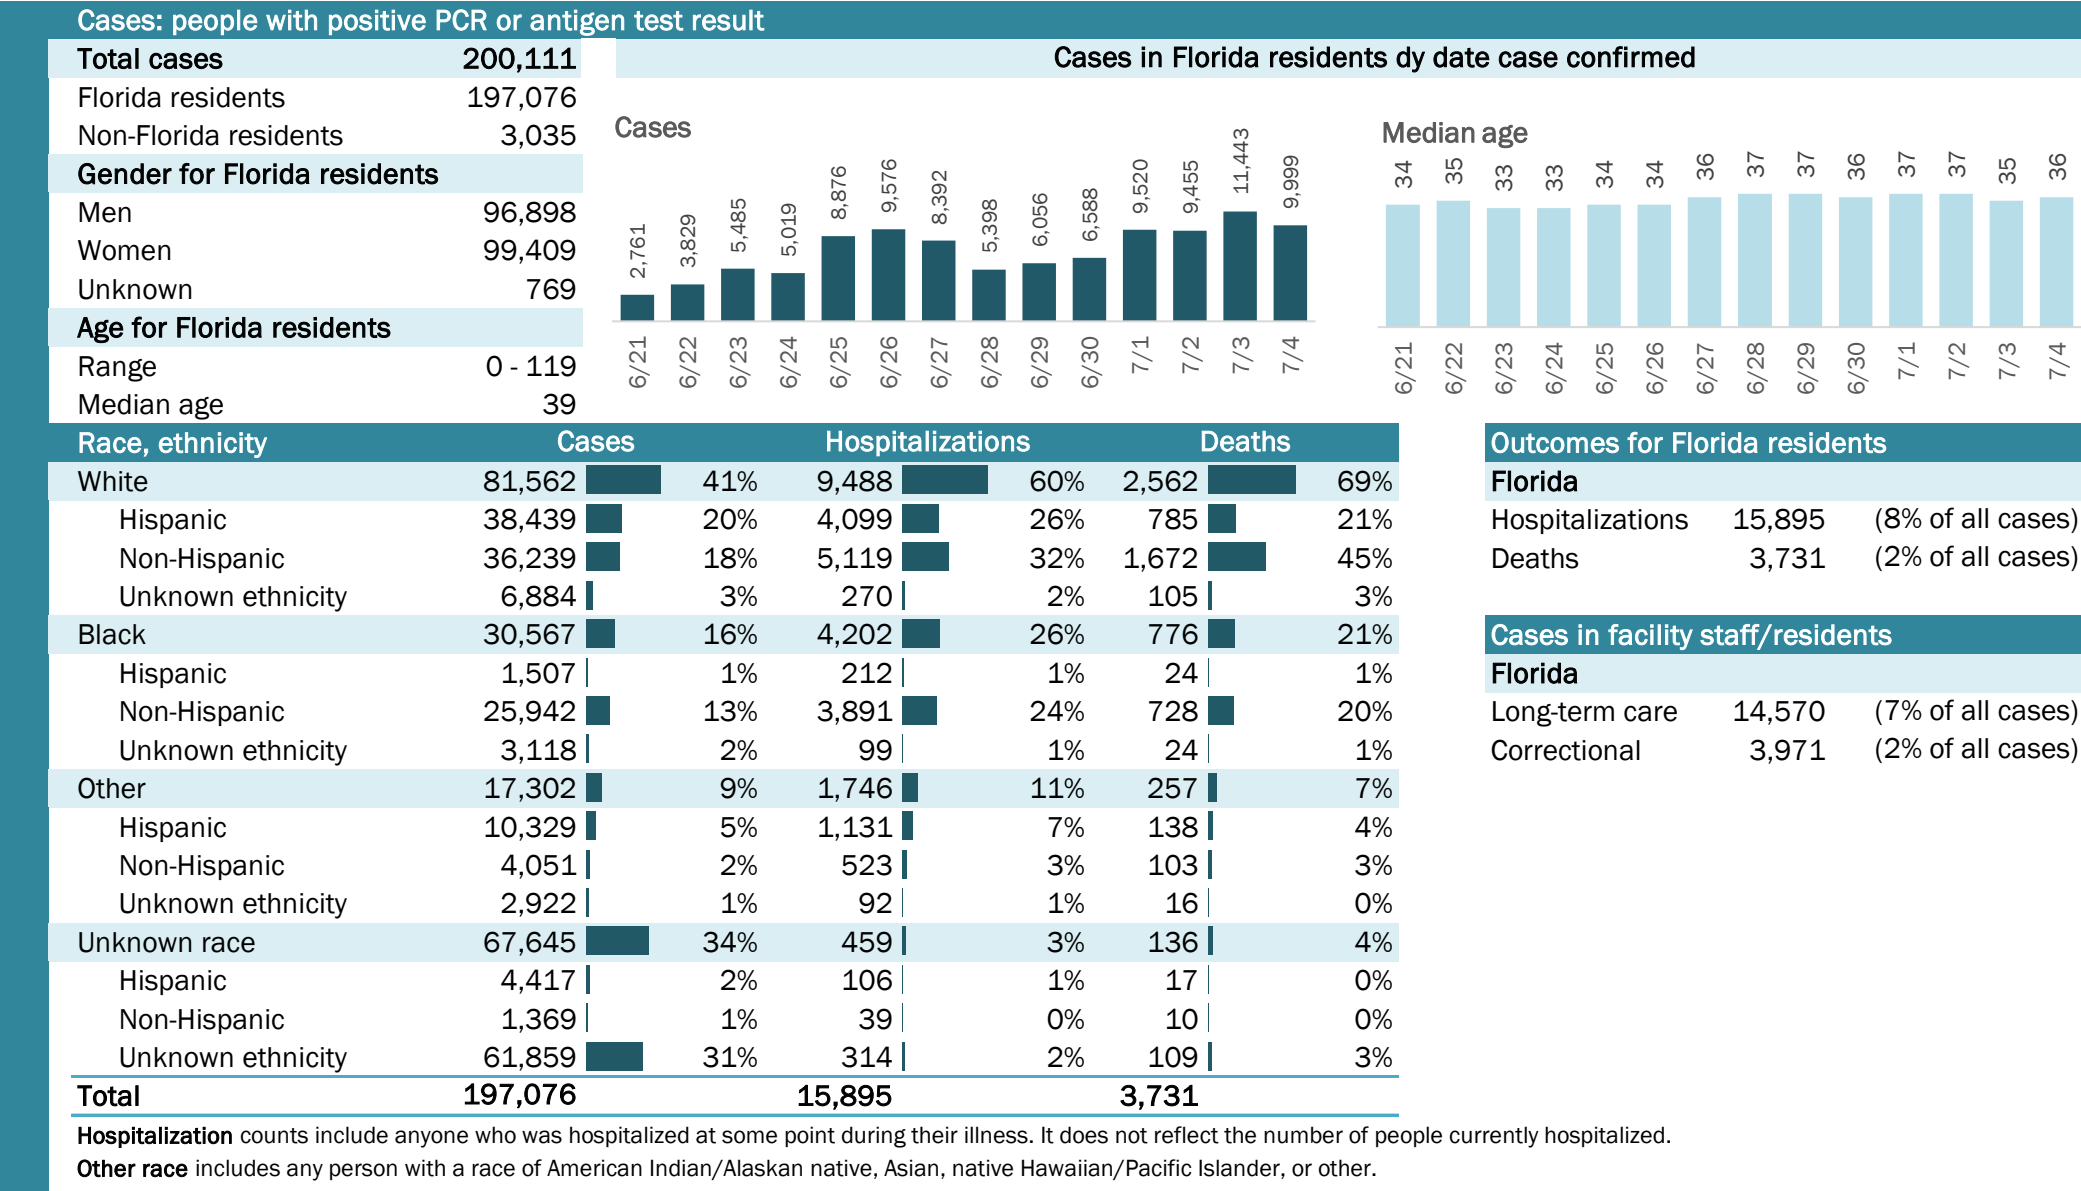 Cases: people with positive PCR or antigen test result
Total cases 200,111
Florida residents 197,076
Non-Florida residents 3,035
Gender for Florida residents
Men 96,898
Women 99,409
Unknown 769
Age for Florida residents
Range 0 - 119
Median age 39
Cases in Florida residents dy date case confirmed
Cases
2,761 3,829 5,485 5,019 8,876 9,576 8,392 5,398 6,056 6,588 9,520 9,455 11,443 9,999
6/21 6/22 6/23 6/24 6/25 6/26 6/27 6/28 6/29 6/30 7/1 7/2 7/3 7/4
Median age
34 35 33 33 34 34 36 37 37 36 37 37 35 36
6/21 6/22 6/23 6/24 6/25 6/26 6/27 6/28 6/29 6/30 7/1 7/2 7/3 7/4
Race, ethnicity Cases Hospitalizations Deaths
White 81,562 41% 9,488 60% 2,562 69%
Hispanic 38,439 20% 4,099 26% 785 21%
Non-Hispanic 36,239 18% 5,119 32% 1,672 45%
Unknown ethnicity 6,884 3% 270 2% 105 3%
Black 30,567 16% 4,202 26% 776 21%
Hispanic 1,507 1% 212 1% 24 1%
Non-Hispanic 25,942 13% 3,891 24% 728 20%
Unknown ethnicity 3,118 2% 99 1% 24 1%
Other 17,302 9% 1,746 11% 257 7%
Hispanic 10,329 5% 1,131 7% 138 4%
Non-Hispanic 4,051 2% 523 3% 103 3%
Unknown ethnicity 2,922 1% 92 1% 16 0%
Unknown race 67,645 34% 459 3% 136 4%
Hispanic 4,417 2% 106 1% 17 0%
Non-Hispanic 1,369 1% 39 0% 10 0%
Unknown ethnicity 61,859 31% 314 2% 109 3%
Total 197,076 15,895 3,731
Outcomes for Florida residents
Florida
Hospitalizations 15,895 (8% of all cases)
Deaths 3,731 (2% of all cases)
Cases in facility staff/residents
Florida
Long-term care 14,570 (7% of all cases)
Correctional 3,971 (2% of all cases)
Hospitalization counts include anyone who was hospitalized at some point during their illness. It does not reflect the number of people currently hospitalized.
Other race includes any person with a race of American Indian/Alaskan native, Asian, native Hawaiian/Pacific Islander, or other.